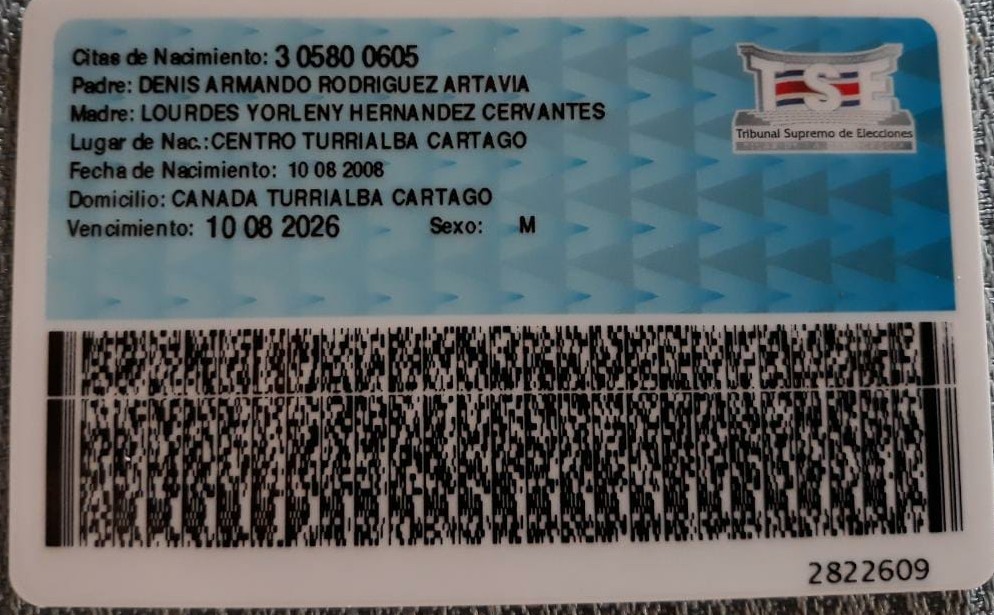 Citas de Nacimiento: 3 0580 0605
Padre: DENIS ARMANDO RODRIGUEZ ARTAVIA
Madre: LOURDES YORLENY HERNANDEZ CERVANTES
Lugar de Nac.: CENTRO TURRIALBA CARTAGO
Fecha de Nacimiento: 10 08 2008
Domicilio: CANADA TURRIALBA CARTAGO
Vencimiento: 10 08 2026 Sexo: M
TSE
Tribunal Supremo de Elecciones
2822609